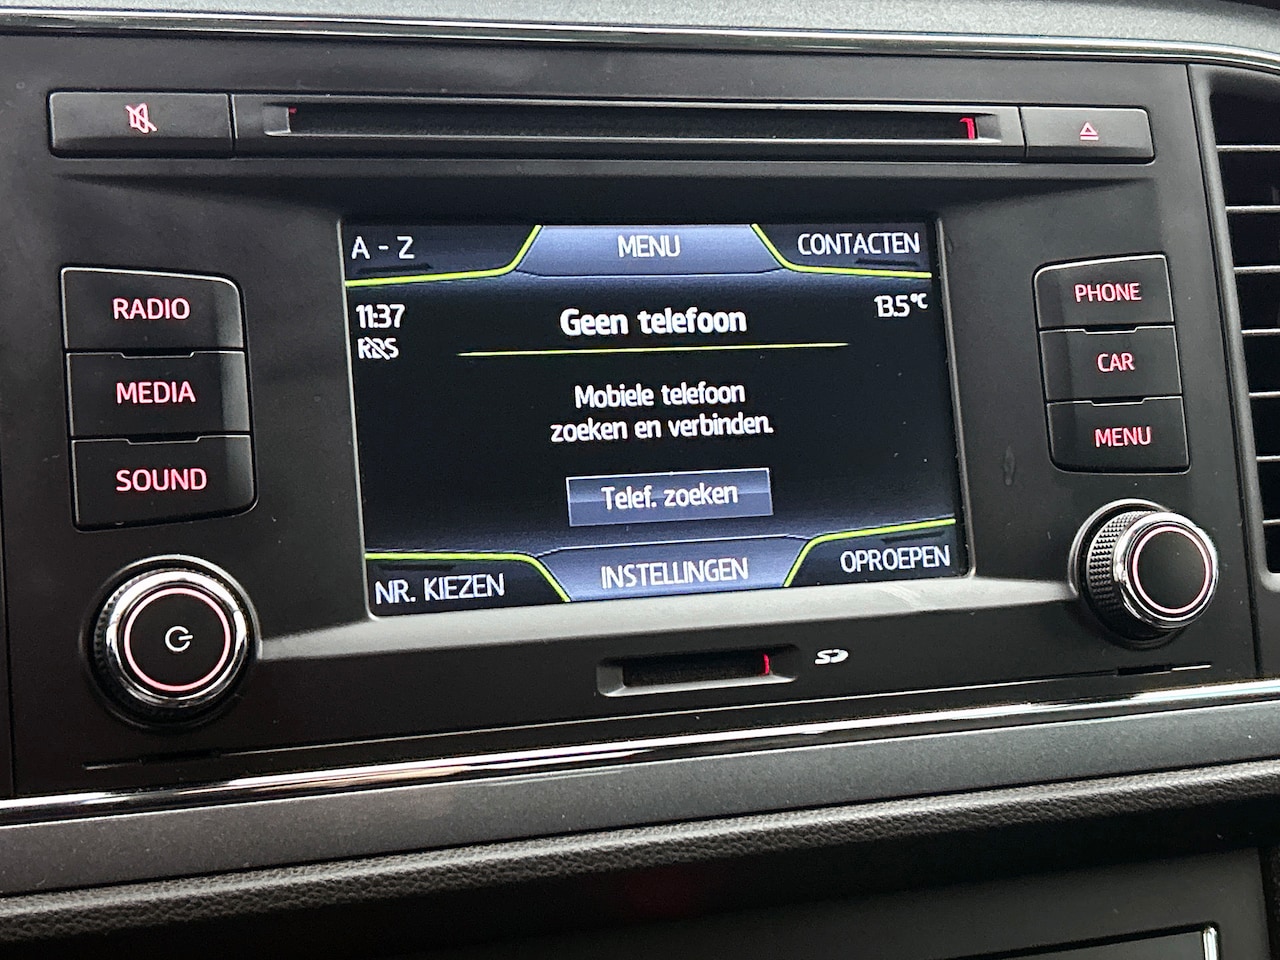 A - Z
MENU
CONTACTEN
11:37
13.5°C
RDS
Geen telefoon
Mobiele telefoon
zoeken en verbinden.
Telef. zoeken
NR. KIEZEN
INSTELLINGEN
OPROEPEN
RADIO
MEDIA
SOUND
PHONE
CAR
MENU
SD